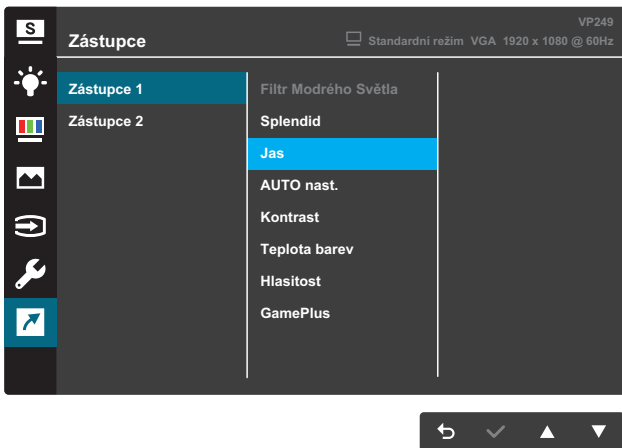 VP249
S
Zástupce
Standardní režim VGA 1920 x 1080 @ 60Hz
Zástupce 1
Zástupce 2
Filtr Modrého Světla
Splendid
Jas
AUTO nast.
Kontrast
Teplota barev
Hlasitost
GamePlus